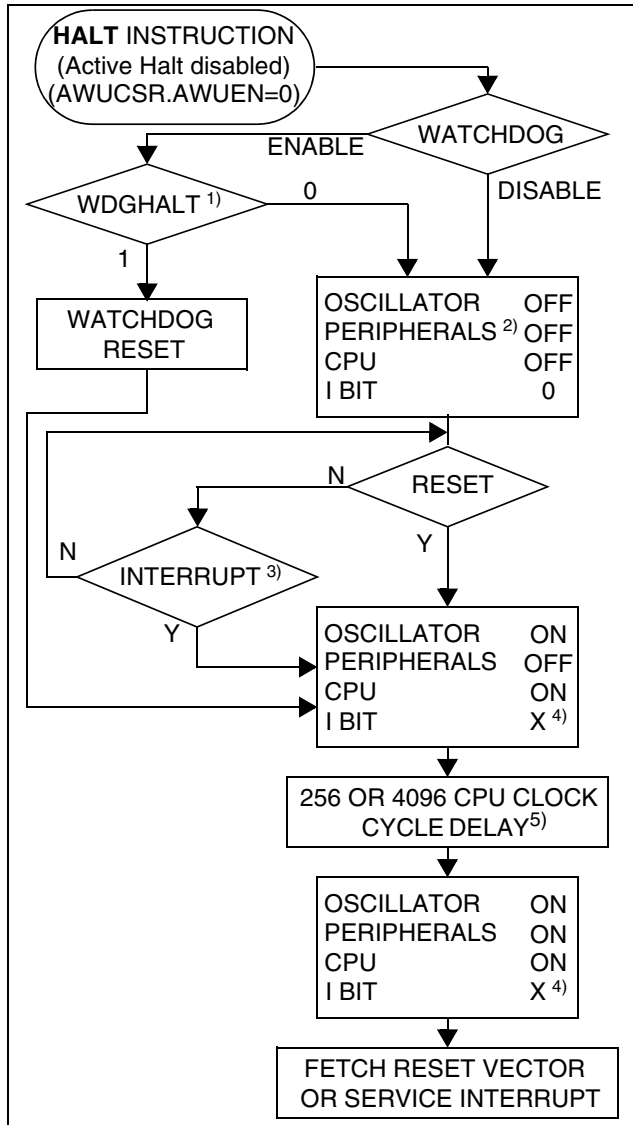 HALT INSTRUCTION
(Active Halt disabled)
(AWUCSR.AWUEN=0)
WATCHDOG
ENABLE
DISABLE
WDGHALT 1)
0
1
WATCHDOG
RESET
OSCILLATOR OFF
PERIPHERALS 2) OFF
CPU OFF
I BIT 0
RESET
N
Y
INTERRUPT 3)
N
Y
OSCILLATOR ON
PERIPHERALS OFF
CPU ON
I BIT X 4)
256 OR 4096 CPU CLOCK
CYCLE DELAY5)
OSCILLATOR ON
PERIPHERALS ON
CPU ON
I BIT X 4)
FETCH RESET VECTOR
OR SERVICE INTERRUPT